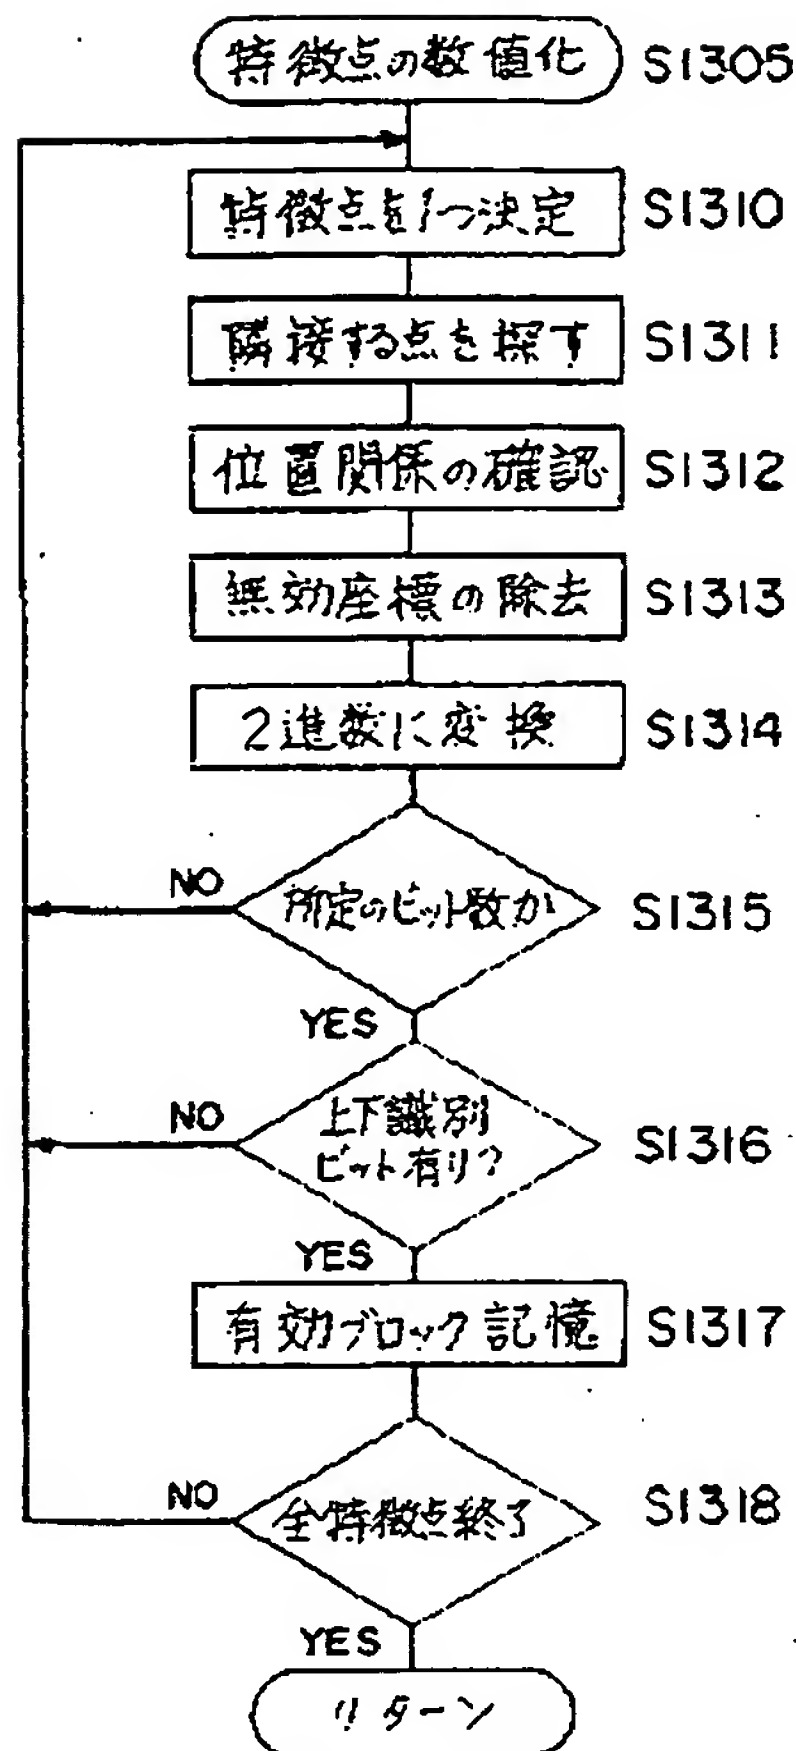 特徴点の数値化 S1305
特徴点を1つ決定 S1310
隣接する点を探す S1311
位置関係の確認 S1312
無効座標の除去 S1313
2進数に変換 S1314
NO
所定のビット数か S1315
YES
NO
上下識別
ビット有り? S1316
YES
有効ブロック記憶 S1317
NO
全特徴点終了 S1318
YES
リターン